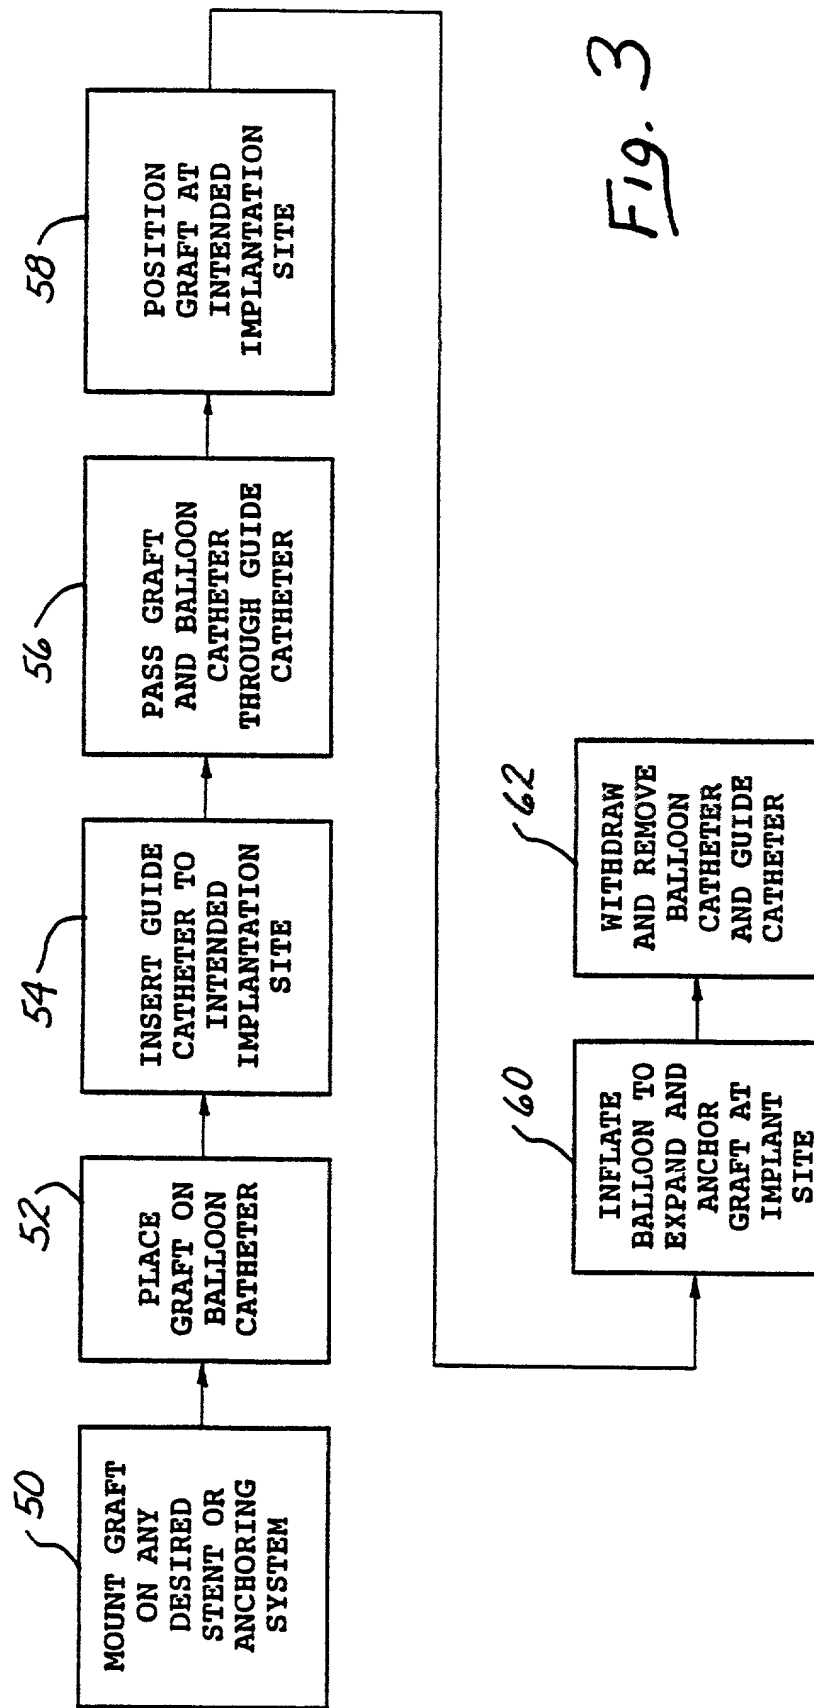 50
MOUNT GRAFT
ON ANY
DESIRED
STENT OR
ANCHORING
SYSTEM
52
PLACE
GRAFT ON
BALLOON
CATHETER
54
INSERT GUIDE
CATHETER TO
INTENDED
IMPLANTATION
SITE
56
PASS GRAFT
AND BALLOON
CATHETER
THROUGH GUIDE
CATHETER
58
POSITION
GRAFT AT
INTENDED
IMPLANTATION
SITE
60
INFLATE
BALLOON TO
EXPAND AND
ANCHOR
GRAFT AT
IMPLANT
SITE
62
WITHDRAW
AND REMOVE
BALLOON
CATHETER
AND GUIDE
CATHETER
Fig. 3